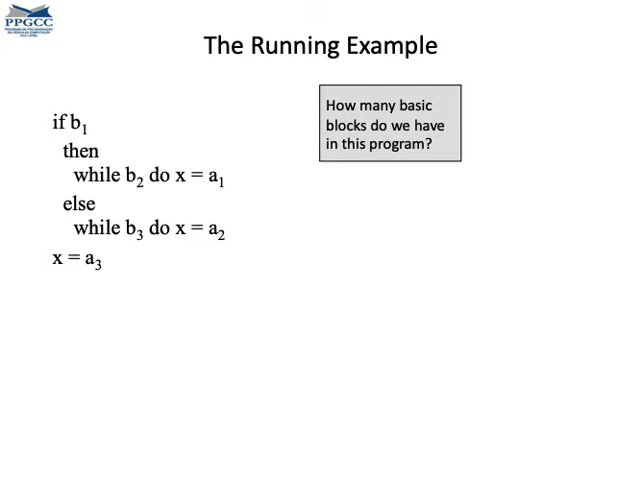 PPGCC
The Running Example
How many basic
blocks do we have
in this program?
if b₁
then
while b₂ do x = a₁
else
while b₃ do x = a₂
x = a₃